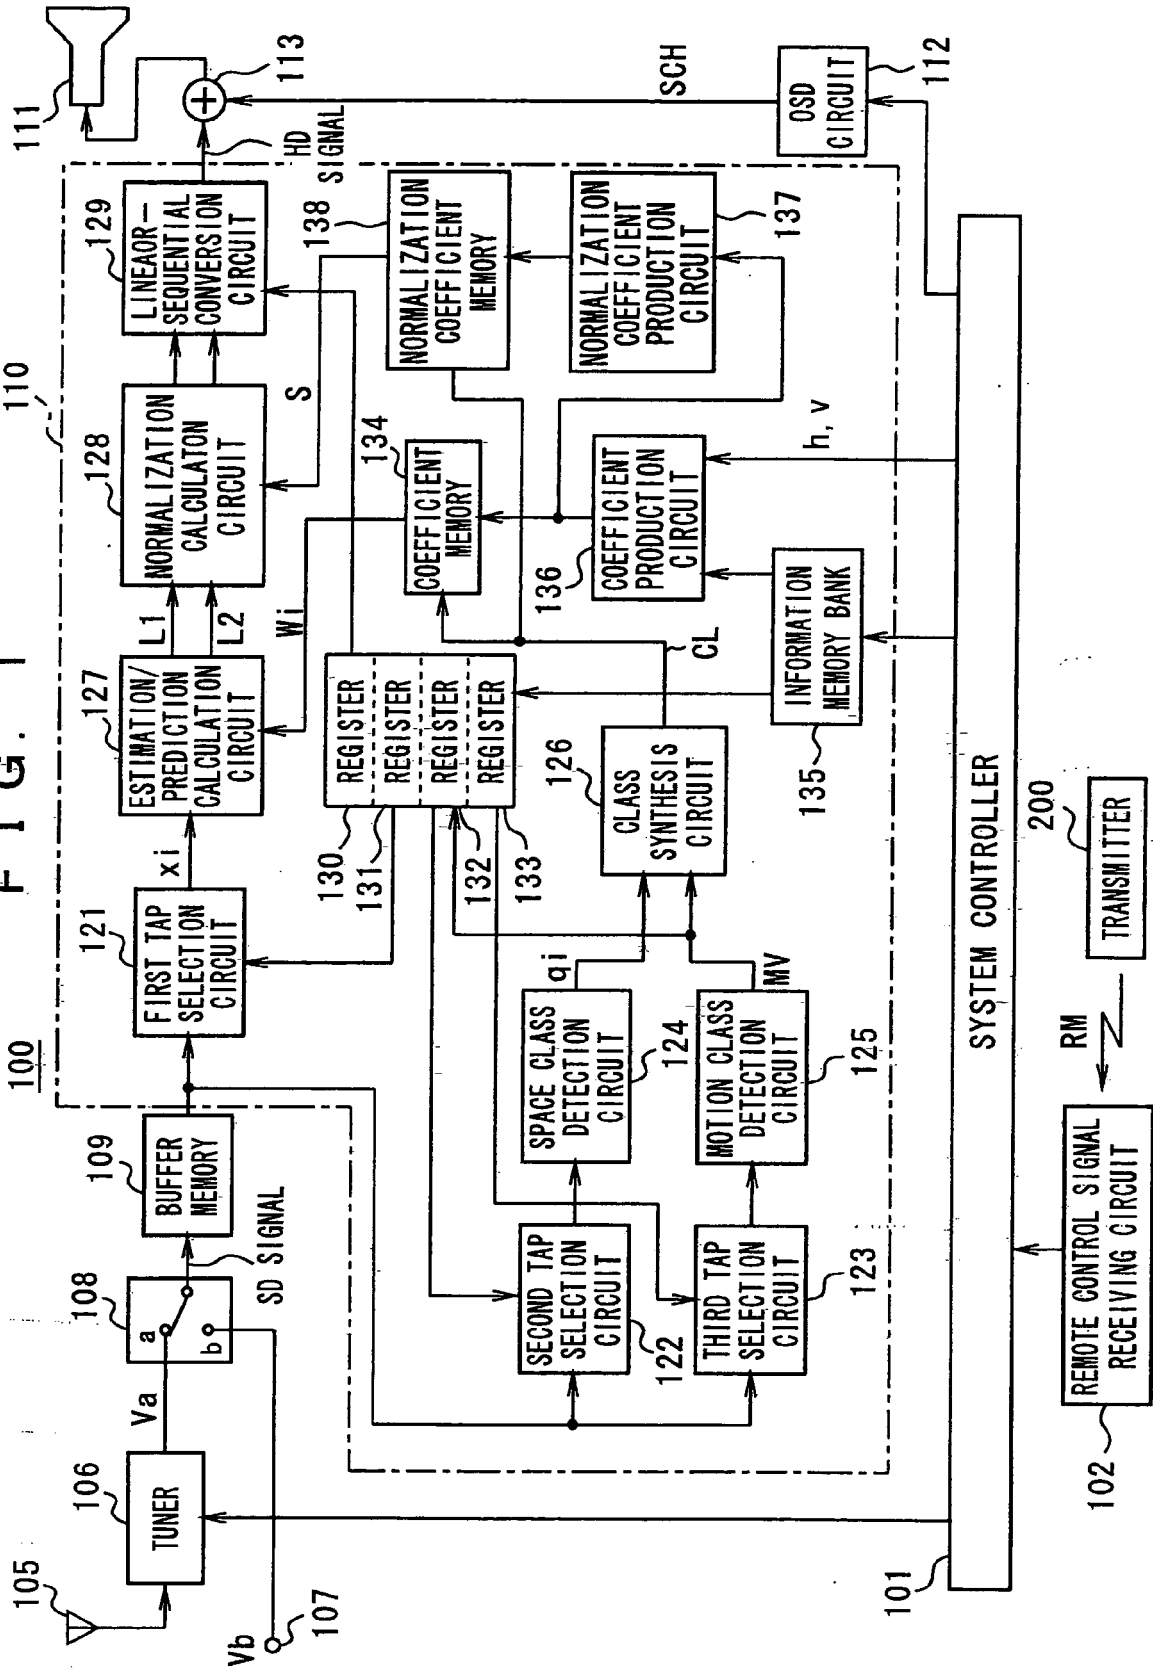 FIG. 1
100
110
105
106
TUNER
Va
Vb
107
108
a
b
SD SIGNAL
109
BUFFER
MEMORY
121
FIRST TAP
SELECTION
CIRCUIT
xi
127
ESTIMATION/
PREDICTION
CALCULATION
CIRCUIT
L1
L2
128
NORMALIZATION
CALCULATON
CIRCUIT
129
LINEAOR-
SEQUENTIAL
CONVERSION
CIRCUIT
HD
SIGNAL
113
111
Wi
S
130
131
132
133
REGISTER
REGISTER
REGISTER
REGISTER
134
COEFFICIENT
MEMORY
138
NORMALIZATION
COEFFICIENT
MEMORY
122
SECOND TAP
SELECTION
CIRCUIT
124
SPACE CLASS
DETECTION
CIRCUIT
qi
126
CLASS
SYNTHESIS
CIRCUIT
CL
136
COEFFICIENT
PRODUCTION
CIRCUIT
137
NORMALIZATION
COEFFICIENT
PRODUCTION
CIRCUIT
123
THIRD TAP
SELECTION
CIRCUIT
125
MOTION CLASS
DETECTION
CIRCUIT
MV
135
INFORMATION
MEMORY BANK
h, v
SCH
112
OSD
CIRCUIT
101
SYSTEM CONTROLLER
102
REMOTE CONTROL SIGNAL
RECEIVING CIRCUIT
RM
200
TRANSMITTER